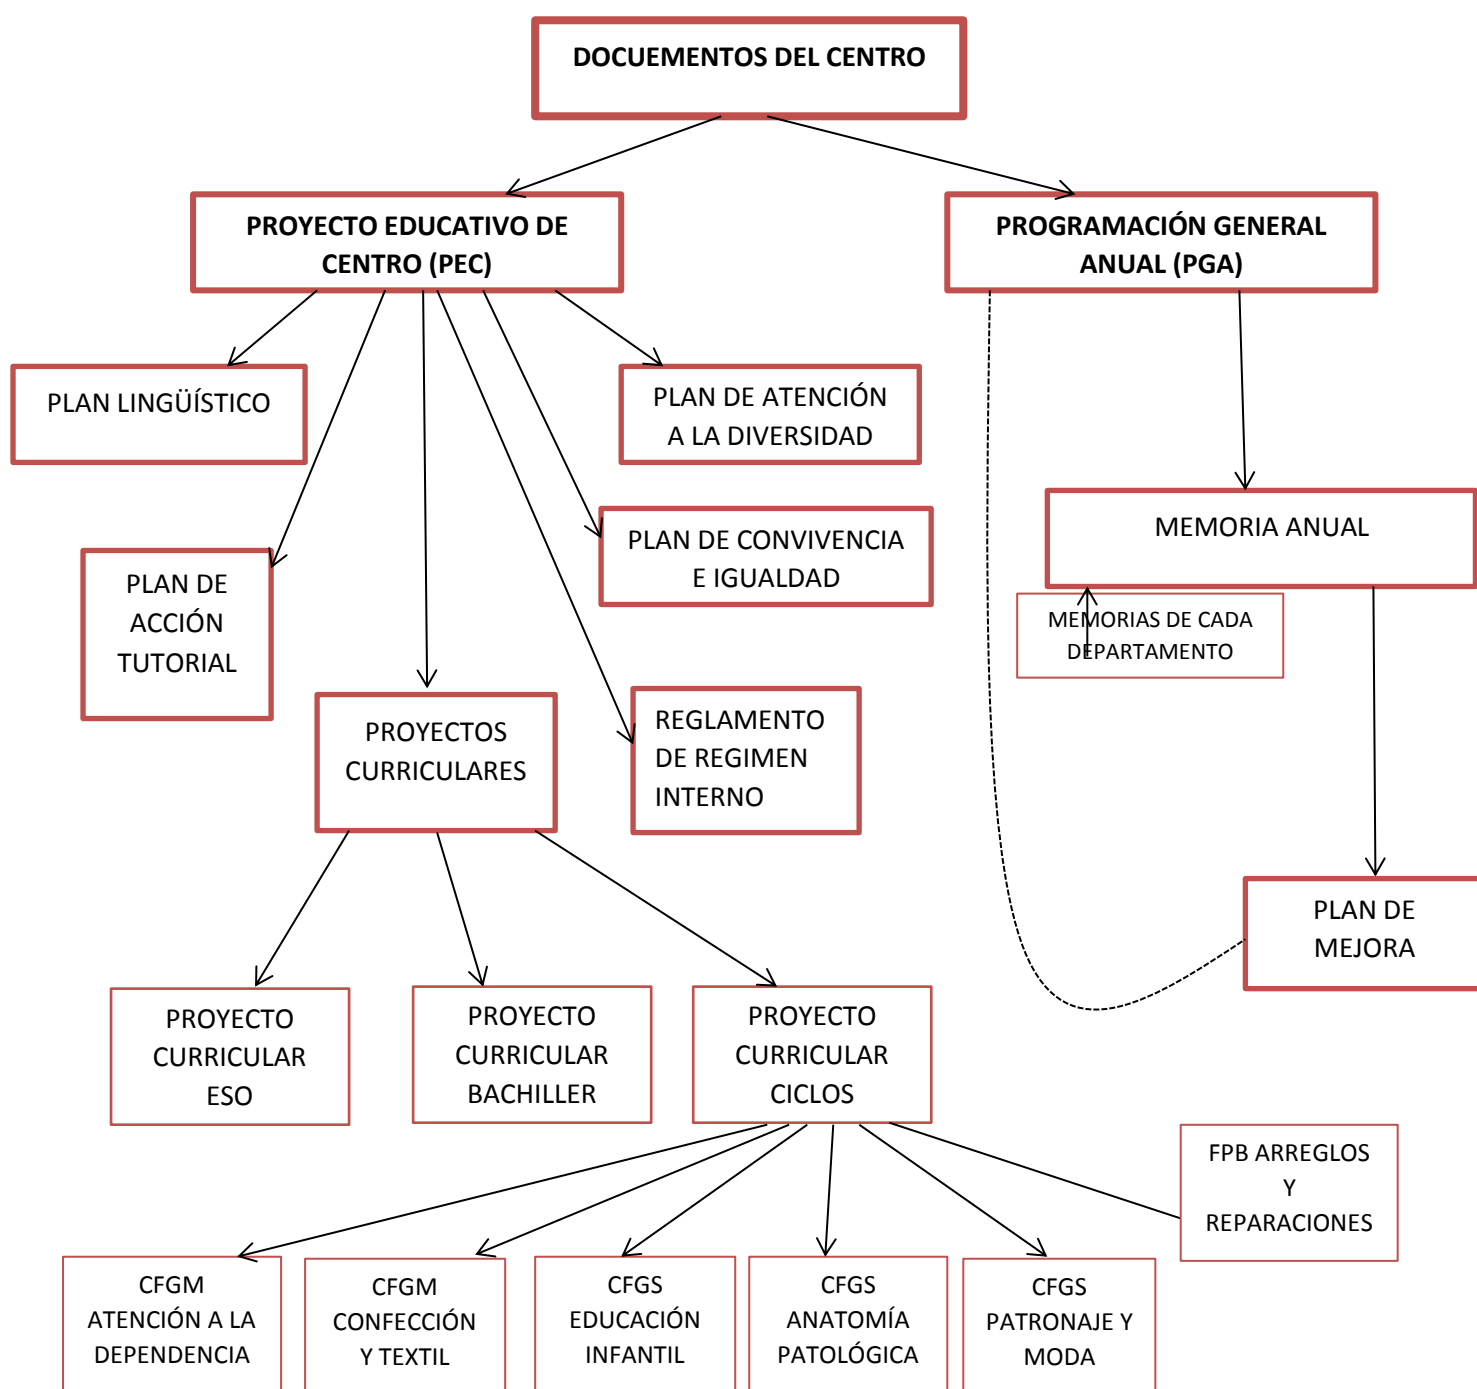 DOCUEMENTOS DEL CENTRO
PROYECTO EDUCATIVO DE
CENTRO (PEC)
PROGRAMACIÓN GENERAL
ANUAL (PGA)
PLAN LINGÜÍSTICO
PLAN DE ATENCIÓN
A LA DIVERSIDAD
MEMORIA ANUAL
PLAN DE CONVIVENCIA
E IGUALDAD
PLAN DE
ACCIÓN
TUTORIAL
MEMORIAS DE CADA
DEPARTAMENTO
PROYECTOS
CURRICULARES
REGLAMENTO
DE REGIMEN
INTERNO
PLAN DE
MEJORA
PROYECTO
CURRICULAR
ESO
PROYECTO
CURRICULAR
BACHILLER
PROYECTO
CURRICULAR
CICLOS
FPB ARREGLOS
Y
REPARACIONES
CFGM
ATENCIÓN A LA
DEPENDENCIA
CFGM
CONFECCIÓN
Y TEXTIL
CFGS
EDUCACIÓN
INFANTIL
CFGS
ANATOMÍA
PATOLÓGICA
CFGS
PATRONAJE Y
MODA